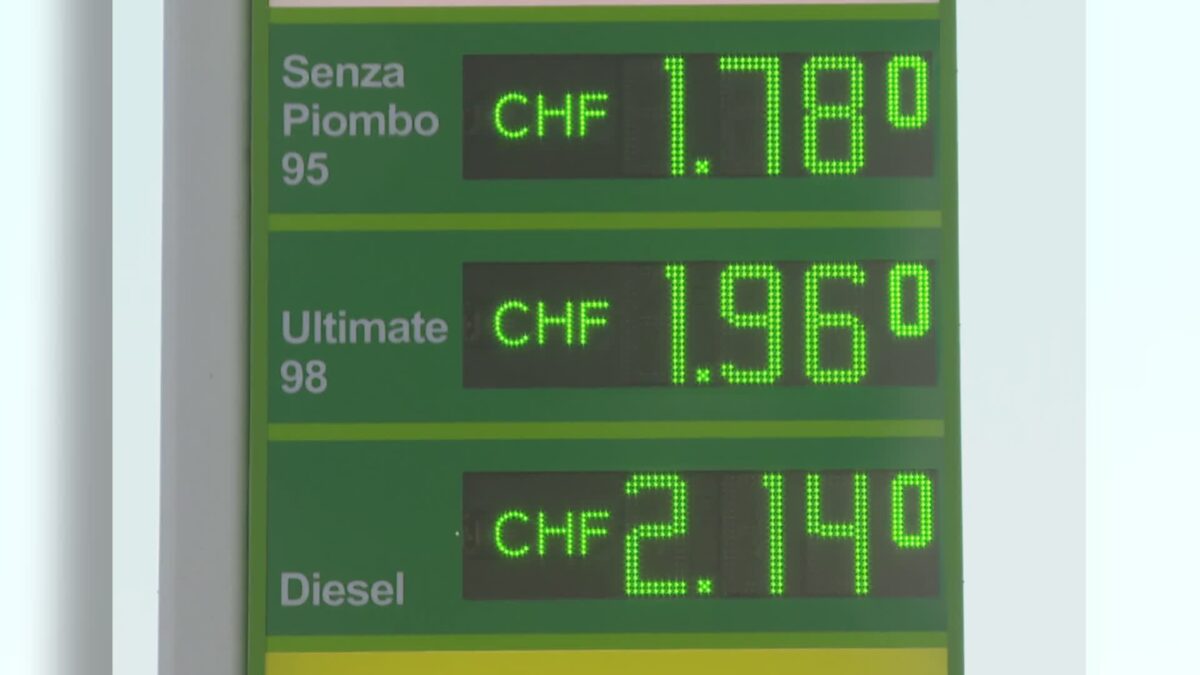 Senza
Piombo
95
CHF 1.78⁰
Ultimate
98
CHF 1.96⁰
Diesel
CHF 2.14⁰